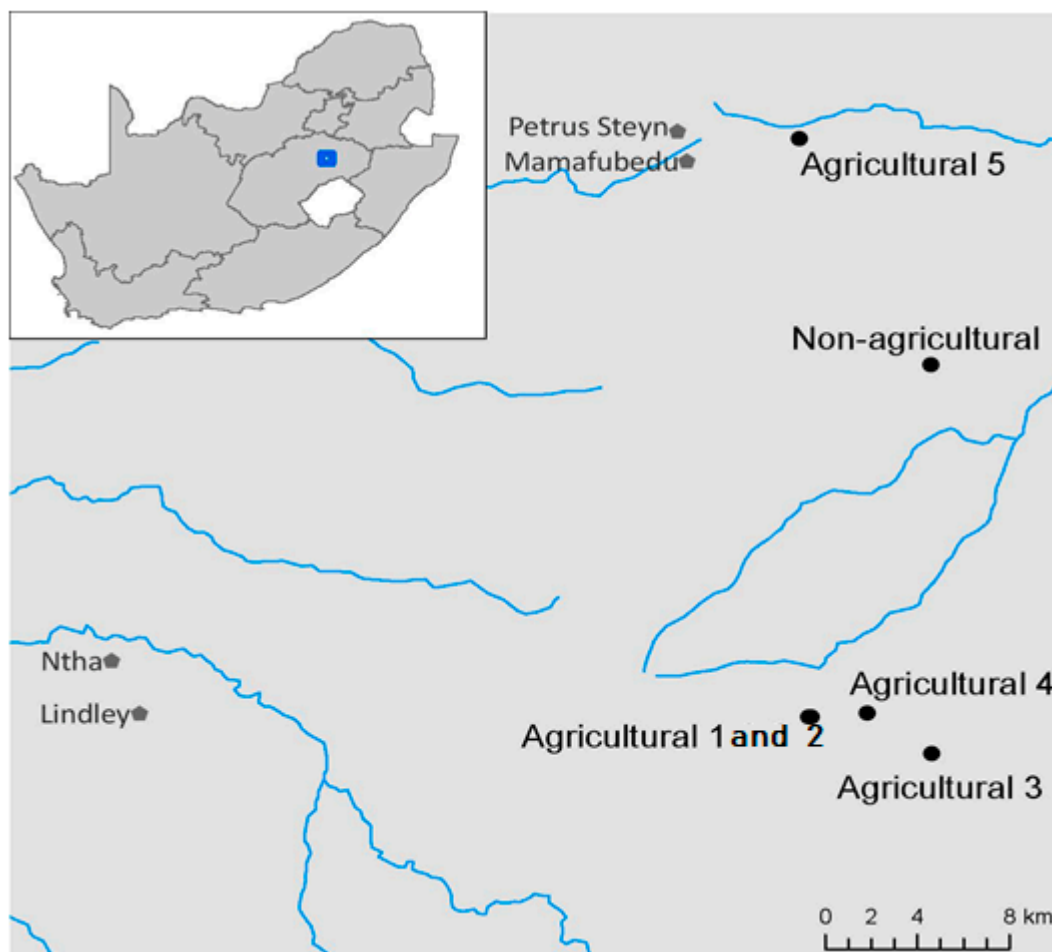 Petrus Steyn
Mamafubedu
Agricultural 5
Non-agricultural
Ntha
Lindley
Agricultural 4
Agricultural 1 and 2
Agricultural 3
0 2 4 8 km